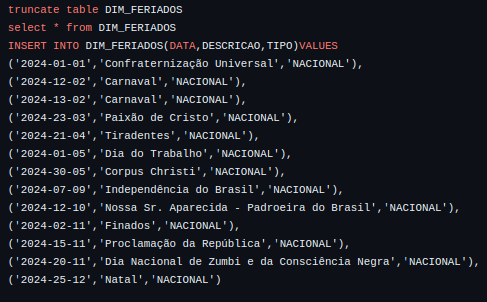 truncate table DIM_FERIADOS
select * from DIM_FERIADOS
INSERT INTO DIM_FERIADOS(DATA,DESCRICAO,TIPO)VALUES
('2024-01-01','Confraternização Universal','NACIONAL'),
('2024-12-02','Carnaval','NACIONAL'),
('2024-13-02','Carnaval','NACIONAL'),
('2024-23-03','Paixão de Cristo','NACIONAL'),
('2024-21-04','Tiradentes','NACIONAL'),
('2024-01-05','Dia do Trabalho','NACIONAL'),
('2024-30-05','Corpus Christi','NACIONAL'),
('2024-07-09','Independência do Brasil','NACIONAL'),
('2024-12-10','Nossa Sr. Aparecida - Padroeira do Brasil','NACIONAL'),
('2024-02-11','Finados','NACIONAL'),
('2024-15-11','Proclamação da República','NACIONAL'),
('2024-20-11','Dia Nacional de Zumbi e da Consciência Negra','NACIONAL'),
('2024-25-12','Natal','NACIONAL')